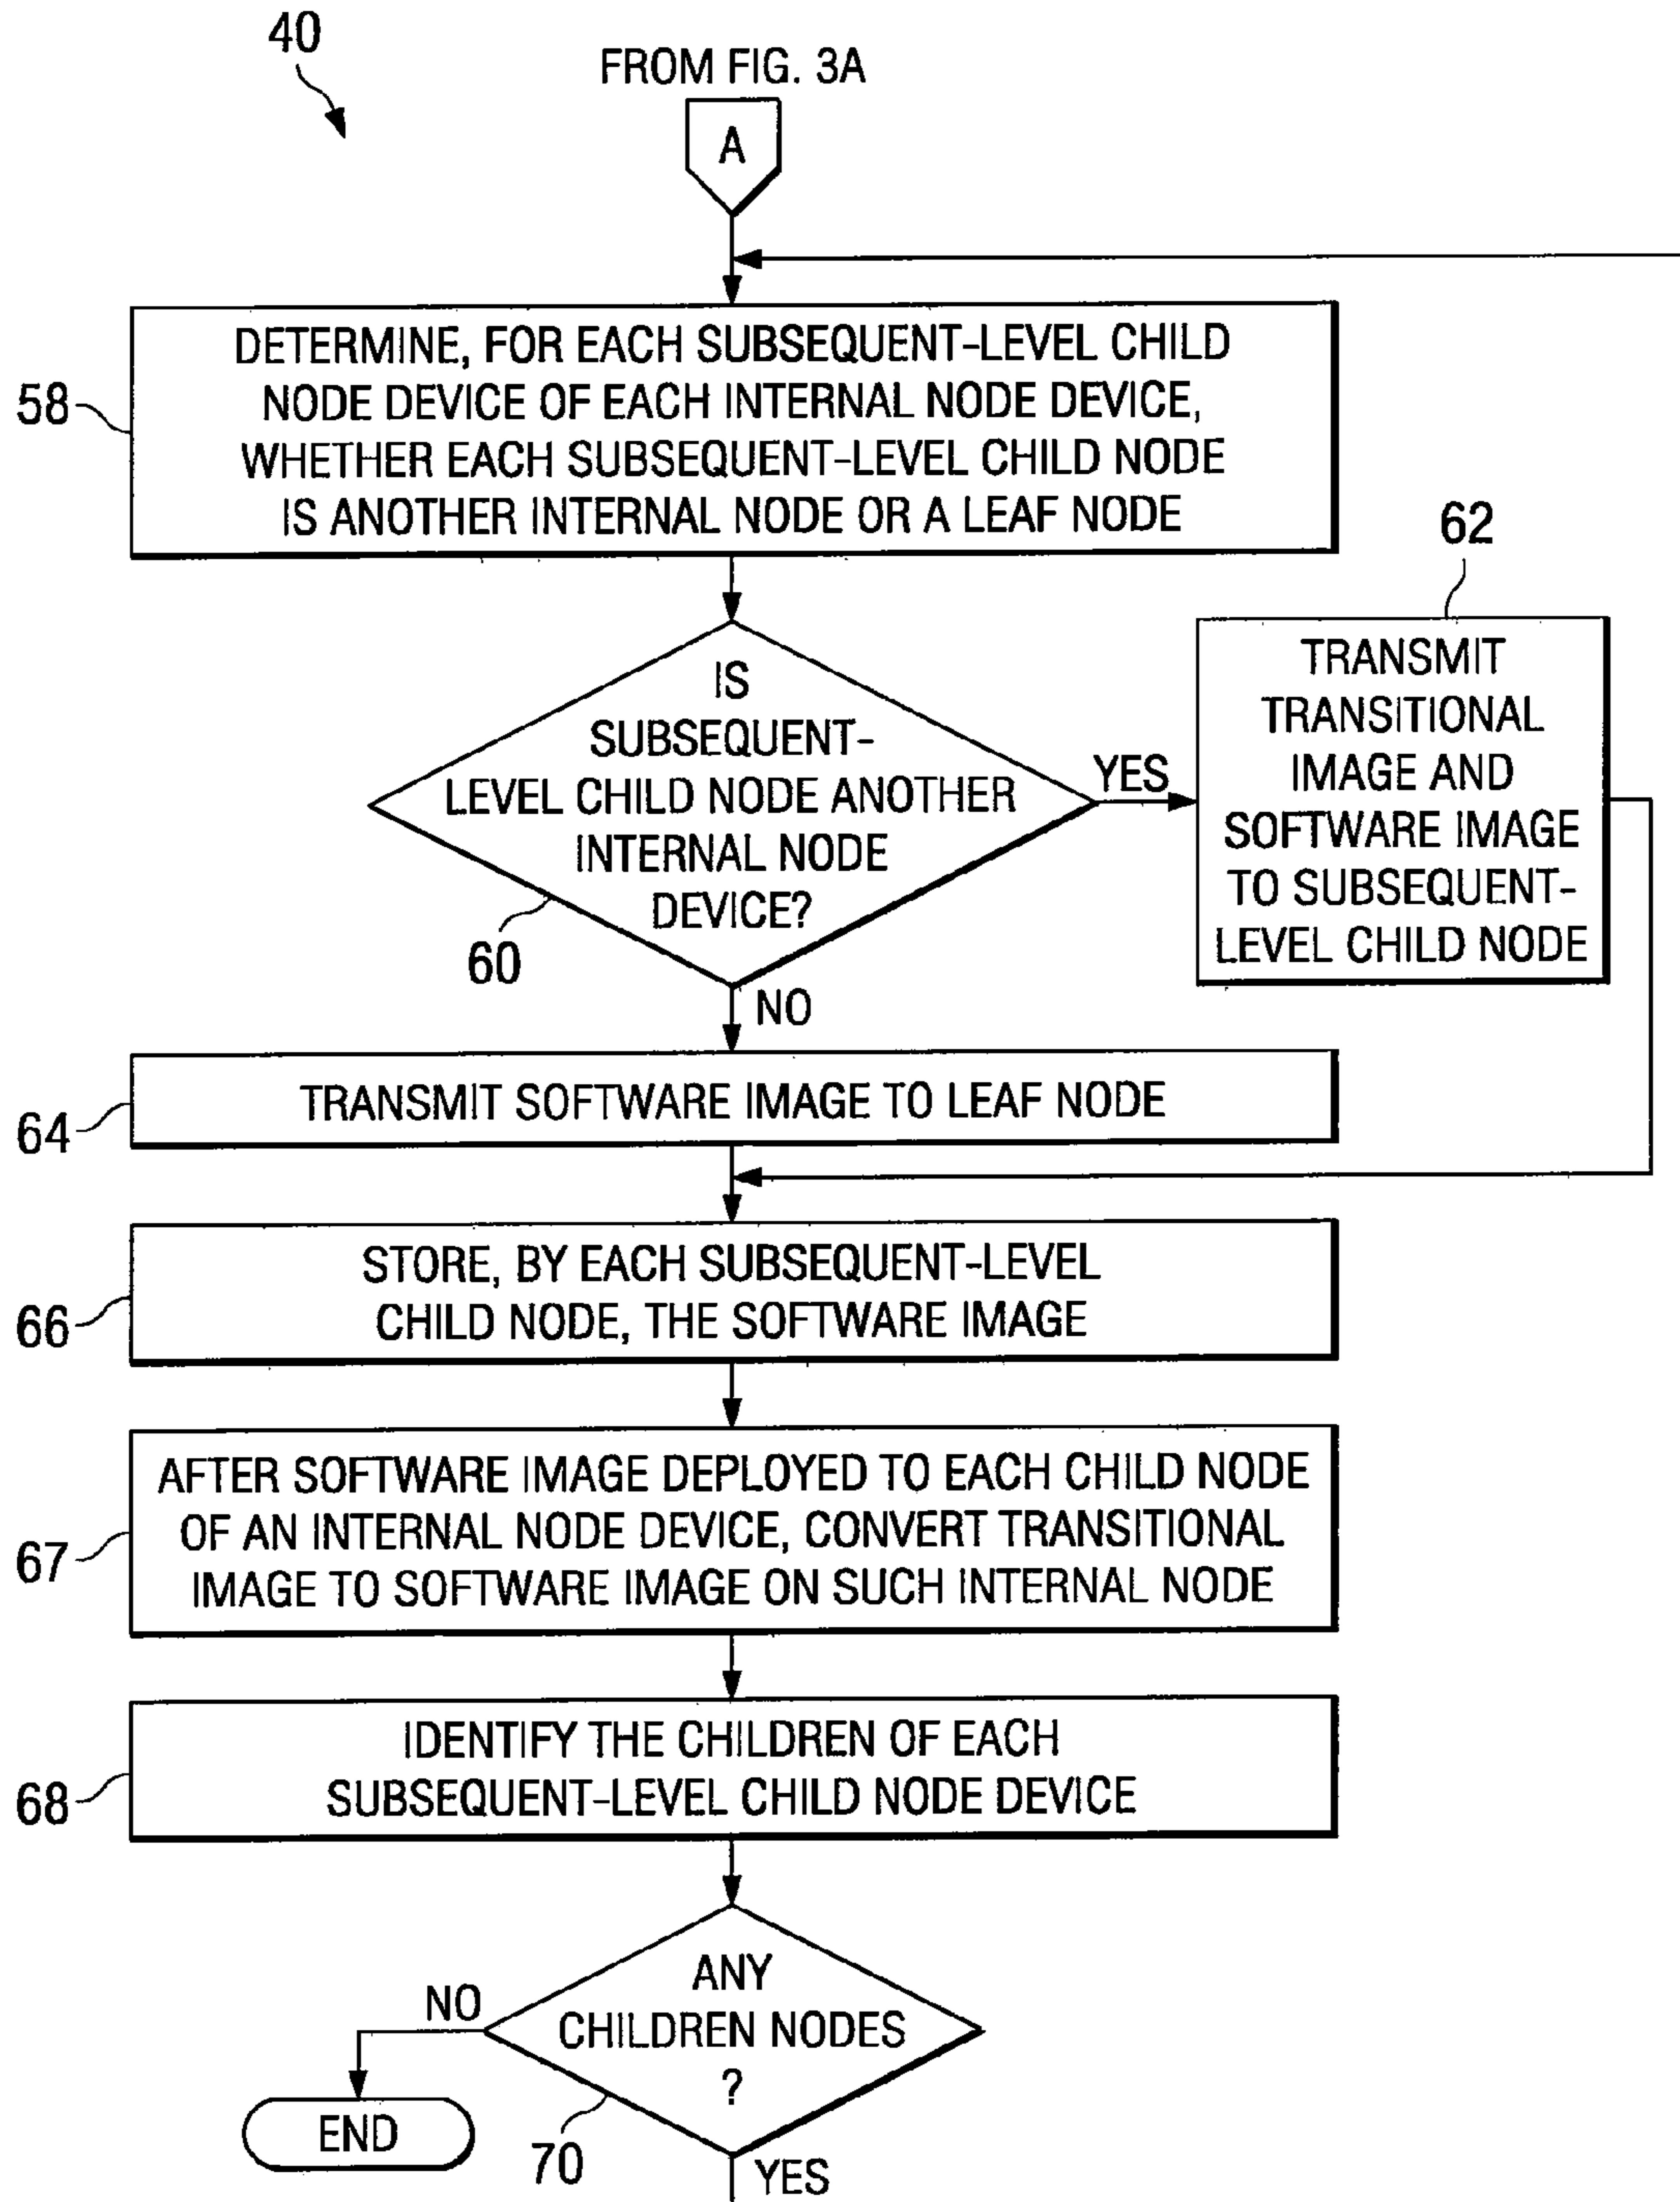 40
FROM FIG. 3A
A
58
DETERMINE, FOR EACH SUBSEQUENT-LEVEL CHILD
NODE DEVICE OF EACH INTERNAL NODE DEVICE,
WHETHER EACH SUBSEQUENT-LEVEL CHILD NODE
IS ANOTHER INTERNAL NODE OR A LEAF NODE
62
TRANSMIT
TRANSITIONAL
IMAGE AND
SOFTWARE IMAGE
TO SUBSEQUENT-
LEVEL CHILD NODE
IS
SUBSEQUENT-
LEVEL CHILD NODE ANOTHER
INTERNAL NODE
DEVICE?
YES
60
NO
64
TRANSMIT SOFTWARE IMAGE TO LEAF NODE
66
STORE, BY EACH SUBSEQUENT-LEVEL
CHILD NODE, THE SOFTWARE IMAGE
67
AFTER SOFTWARE IMAGE DEPLOYED TO EACH CHILD NODE
OF AN INTERNAL NODE DEVICE, CONVERT TRANSITIONAL
IMAGE TO SOFTWARE IMAGE ON SUCH INTERNAL NODE
68
IDENTIFY THE CHILDREN OF EACH
SUBSEQUENT-LEVEL CHILD NODE DEVICE
ANY
CHILDREN NODES
?
NO
END
70
YES